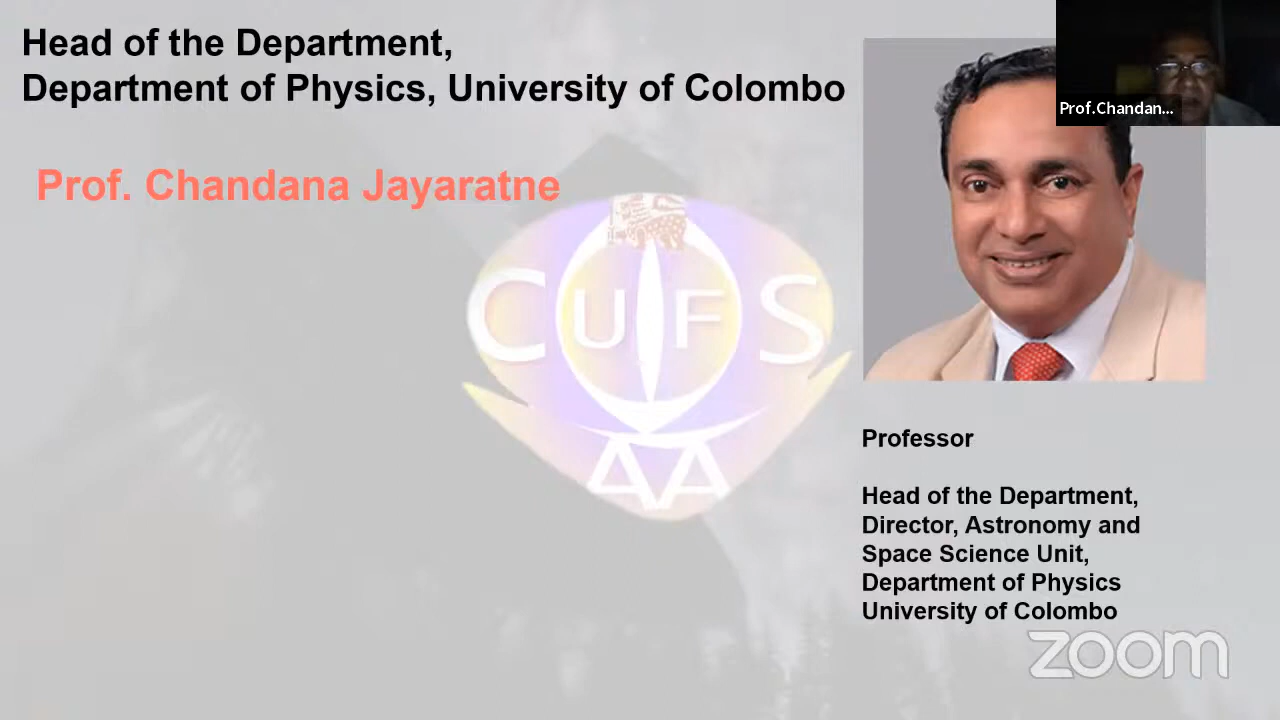 Head of the Department,
Department of Physics, University of Colombo
Prof.Chandan...
Prof. Chandana Jayaratne
CUFS
AA
Professor
Head of the Department,
Director, Astronomy and
Space Science Unit,
Department of Physics
University of Colombo
zoom